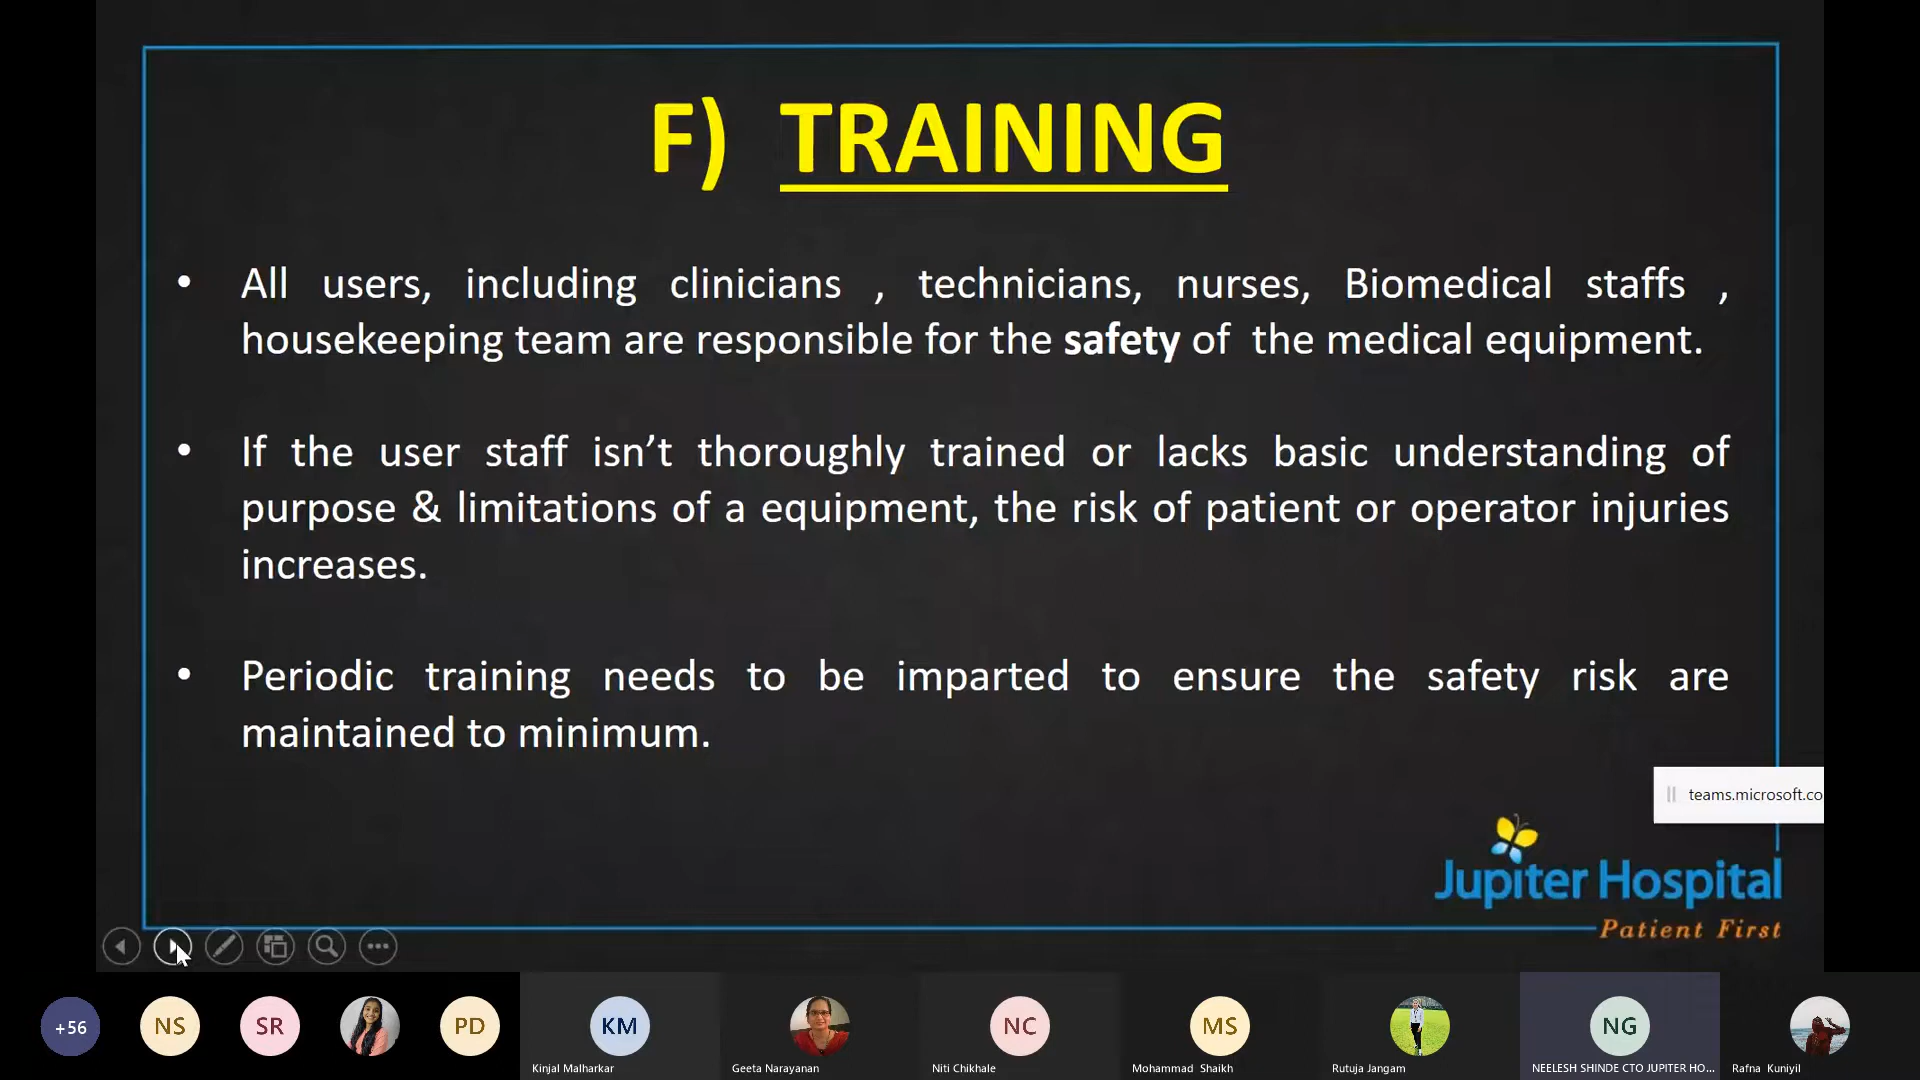 F) TRAINING
• All users, including clinicians , technicians, nurses, Biomedical staffs ,
housekeeping team are responsible for the safety of the medical equipment.
• If the user staff isn’t thoroughly trained or lacks basic understanding of
purpose & limitations of a equipment, the risk of patient or operator injuries
increases.
• Periodic training needs to be imparted to ensure the safety risk are
maintained to minimum.
teams.microsoft.co
Jupiter Hospital
Patient First
+56
NS
SR
PD
KM
NC
MS
NG
Kinjal Malharkar
Geeta Narayanan
Niti Chikhale
Mohammad Shaikh
Rutuja Jangam
NEELESH SHINDE CTO JUPITER HO...
Rafna Kuniyil